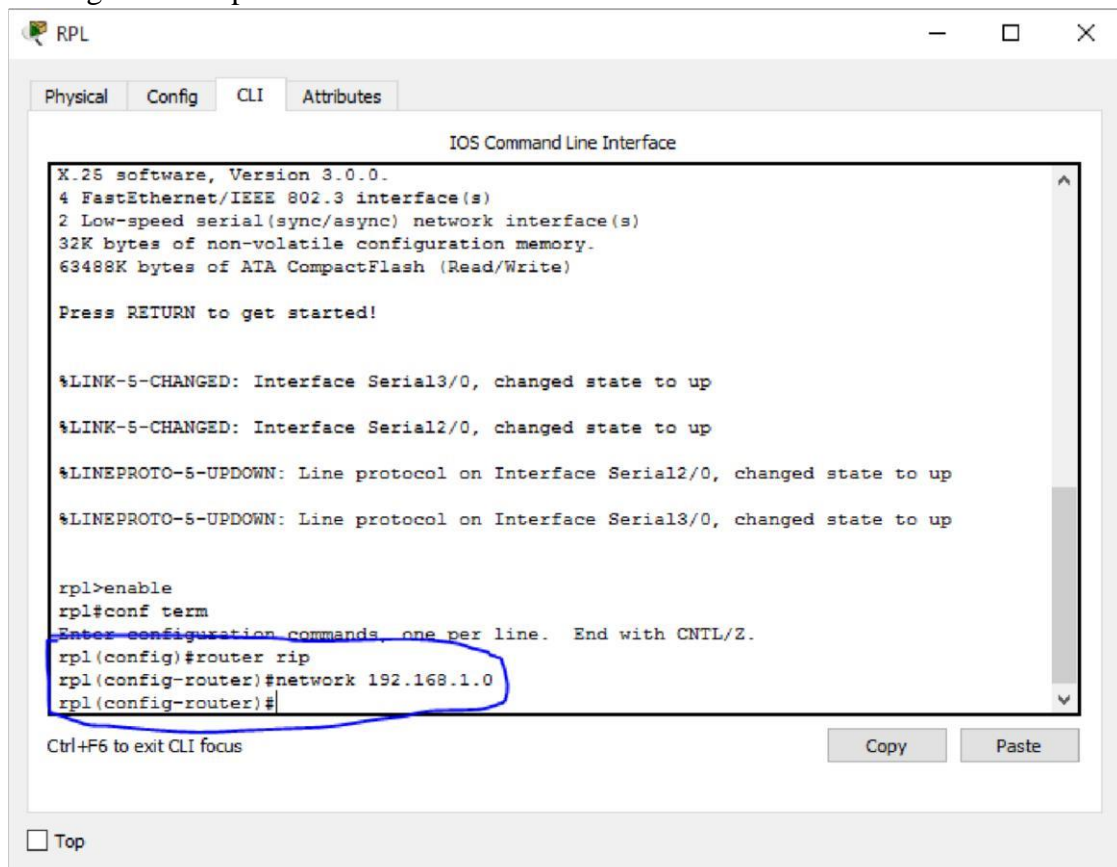 RPL
Physical Config CLI Attributes
IOS Command Line Interface
X.25 software, Version 3.0.0.
4 FastEthernet/IEEE 802.3 interface(s)
2 Low-speed serial(sync/async) network interface(s)
32K bytes of non-volatile configuration memory.
63488K bytes of ATA CompactFlash (Read/Write)
Press RETURN to get started!
%LINK-5-CHANGED: Interface Serial3/0, changed state to up
%LINK-5-CHANGED: Interface Serial2/0, changed state to up
%LINEPROTO-5-UPDOWN: Line protocol on Interface Serial2/0, changed state to up
%LINEPROTO-5-UPDOWN: Line protocol on Interface Serial3/0, changed state to up
rpl>enable
rpl#conf term
Enter configuration commands, one per line. End with CNTL/Z.
rpl(config)#router rip
rpl(config-router)#network 192.168.1.0
rpl(config-router)#
Ctrl+F6 to exit CLI focus
Copy Paste
Top